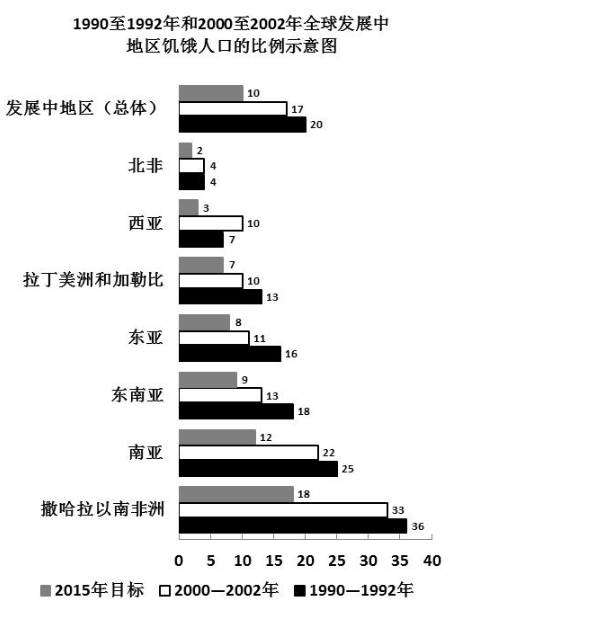 1990至1992年和2000至2002年全球发展中
地区饥饿人口的比例示意图
发展中地区（总体）
10
17
20
北非
2
4
4
西亚
3
10
7
拉丁美洲和加勒比
7
10
13
东亚
8
11
16
东南亚
9
13
18
南亚
12
22
25
撒哈拉以南非洲
18
33
36
0 5 10 15 20 25 30 35 40
2015年目标 2000—2002年 1990—1992年